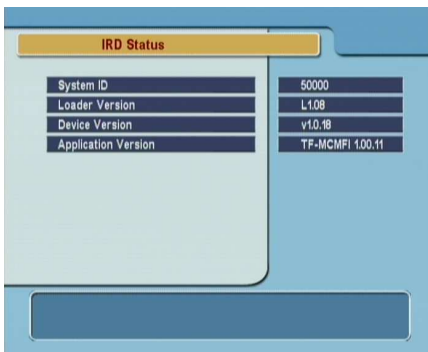 IRD Status
System ID 50000
Loader Version L1.08
Device Version v1.0.18
Application Version TF-MCMFI 1.00.11